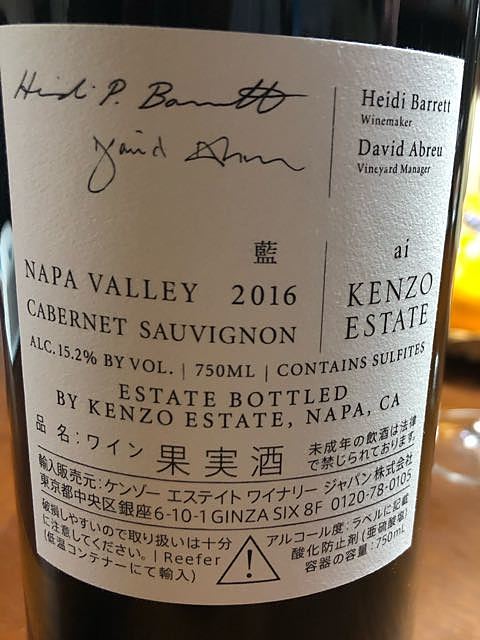 Heidi P. Barrett
David Abreu
Heidi Barrett
Winemaker
David Abreu
Vineyard Manager
藍
NAPA VALLEY 2016
CABERNET SAUVIGNON
ai
KENZO
ESTATE
ALC. 15.2% BY VOL. | 750ML | CONTAINS SULFITES
ESTATE BOTTLED
BY KENZO ESTATE, NAPA, CA
品名:ワイン 果実酒
未成年の飲酒は法律
で禁じられております。
輸入販売元:ケンゾー エステイト ワイナリー ジャパン株式会社
東京都中央区銀座6-10-1 GINZA SIX 8F 0120-78-0105
破損しやすいので取り扱いは十分
に注意してください。| Reefer
(低温コンテナーにて輸入)
!
アルコール度:ラベルに記載
酸化防止剤(亜硫酸塩)
容器の容量:750mL